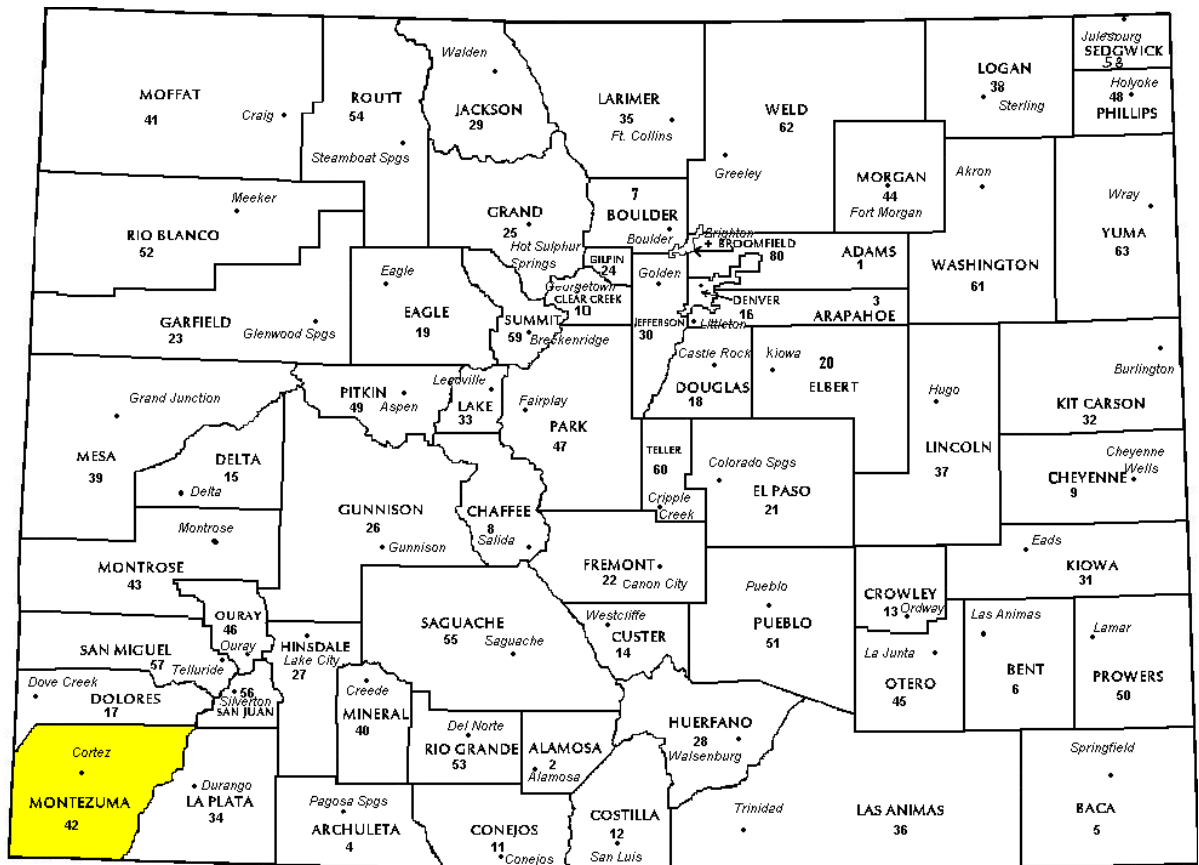 MOFFAT
41
Craig
ROUTT
54
Steamboat Spgs
Walden
JACKSON
29
LARIMER
35
Ft. Collins
WELD
62
Greeley
LOGAN
38
Sterling
Julesburg
SEDGWICK
58
Holyoke
48
PHILLIPS
MORGAN
44
Fort Morgan
Akron
WASHINGTON
61
Wray
YUMA
63
Meeker
RIO BLANCO
52
GRAND
25
Hot Sulphur
Springs
7
BOULDER
Boulder
Brighton
+ BROOMFIELD
80
ADAMS
1
GILPIN
24
Golden
JEFFERSON
30
Georgetown
CLEAR CREEK
10
DENVER
16
3
ARAPAHOE
Littleton
GARFIELD
23
Glenwood Spgs
Eagle
EAGLE
19
SUMMIT
59
Breckenridge
Castle Rock
DOUGLAS
18
kiowa
20
ELBERT
Hugo
LINCOLN
37
Burlington
KIT CARSON
32
Grand Junction
MESA
39
PITKIN
49
Aspen
Leedville
LAKE
33
Fairplay
PARK
47
TELLER
60
Cripple
Creek
Colorado Spgs
EL PASO
21
Cheyenne
Wells
CHEYENNE
9
DELTA
15
Delta
GUNNISON
26
Gunnison
CHAFFEE
8
Salida
Montrose
MONTROSE
43
FREMONT
22
Canon City
Pueblo
PUEBLO
51
CROWLEY
13
Ordway
Eads
KIOWA
31
OURAY
46
Ouray
SAN MIGUEL
57
Telluride
HINSDALE
Lake City
27
SAGUACHE
55
Saguache
Westcliffe
CUSTER
14
La Junta
OTERO
45
Las Animas
BENT
6
Lamar
PROWERS
50
Dove Creek
DOLORES
17
56
Silverton
SAN JUAN
Creede
MINERAL
40
Del Norte
RIO GRANDE
53
ALAMOSA
2
Alamosa
HUERFANO
28
Walsenburg
Cortez
MONTEZUMA
42
Durango
LA PLATA
34
Pagosa Spgs
ARCHULETA
4
CONEJOS
11
Conejos
COSTILLA
12
San Luis
Trinidad
LAS ANIMAS
36
Springfield
BACA
5